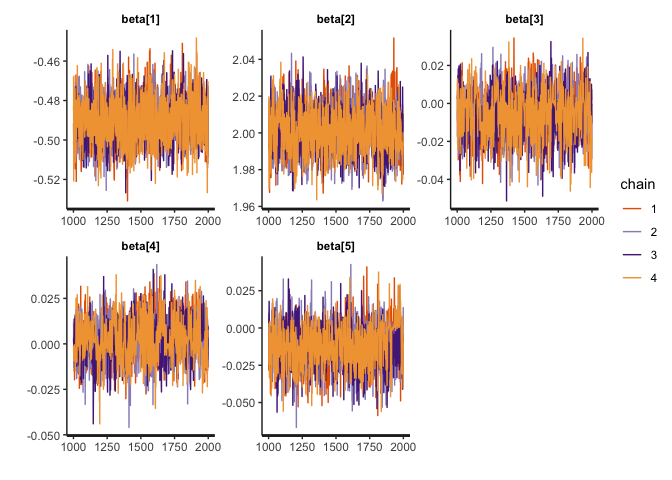 beta[1] beta[2] beta[3]
-0.46 2.04 0.02
-0.48 2.02 0.00
-0.50 2.00 -0.02
-0.52 1.98 -0.04
1.96
1000 1250 1500 1750 2000 1000 1250 1500 1750 2000 1000 1250 1500 1750 2000
chain
1
2
3
4
beta[4] beta[5]
0.025 0.025
0.000 0.000
-0.025 -0.025
-0.050 -0.050
1000 1250 1500 1750 2000 1000 1250 1500 1750 2000